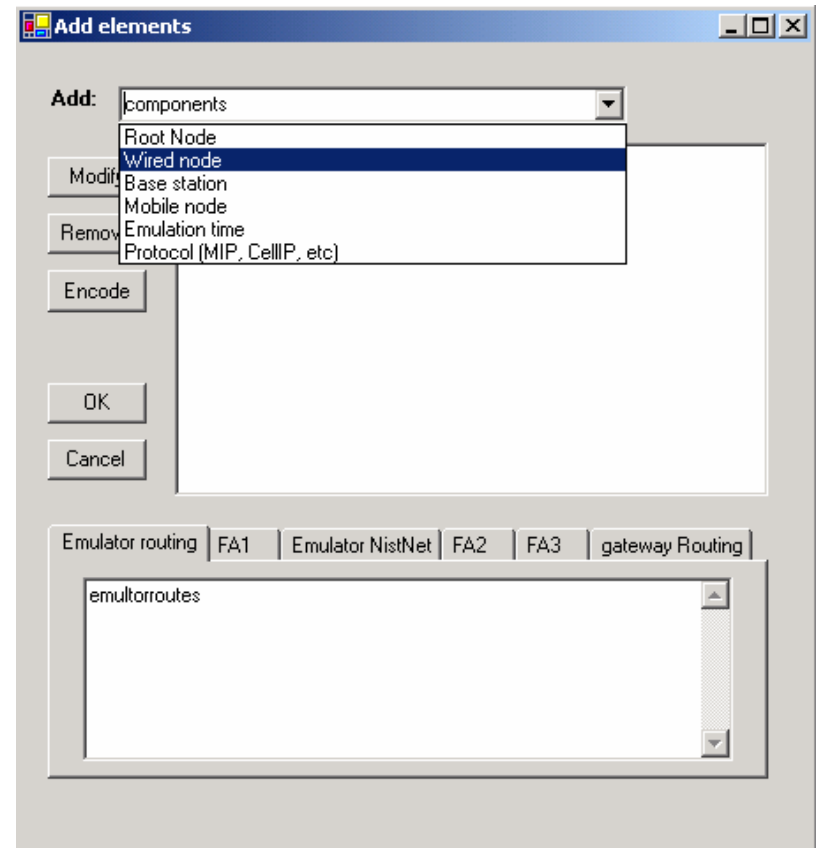 Add elements
Add: components
Root Node
Wired node
Base station
Mobile node
Emulation time
Protocol (MIP, CellIP, etc)
Modify
Remov
Encode
OK
Cancel
Emulator routing FA1 Emulator NistNet FA2 FA3 gateway Routing
emultorroutes